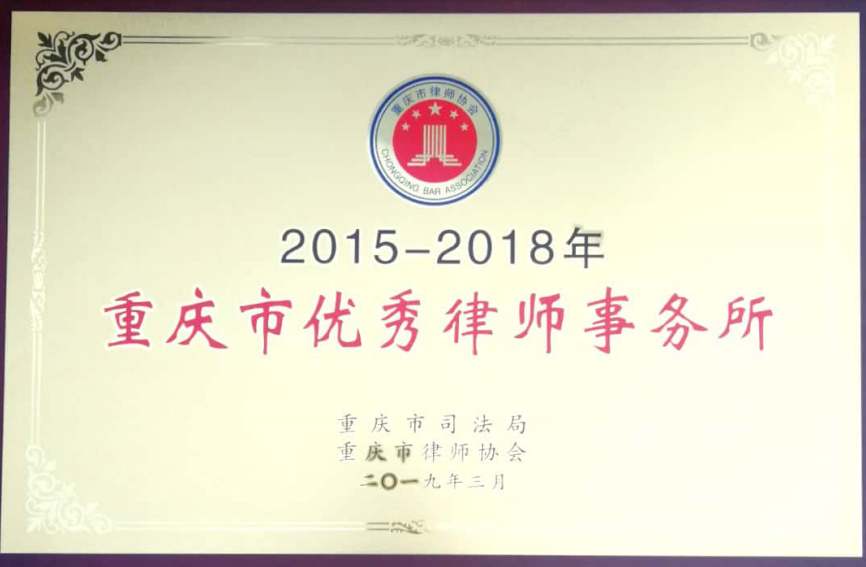 重庆市律师协会
CHONGQING BAR ASSOCIATION
2015-2018年
重庆市优秀律师事务所
重庆市司法局
重庆市律师协会
二〇一九年三月